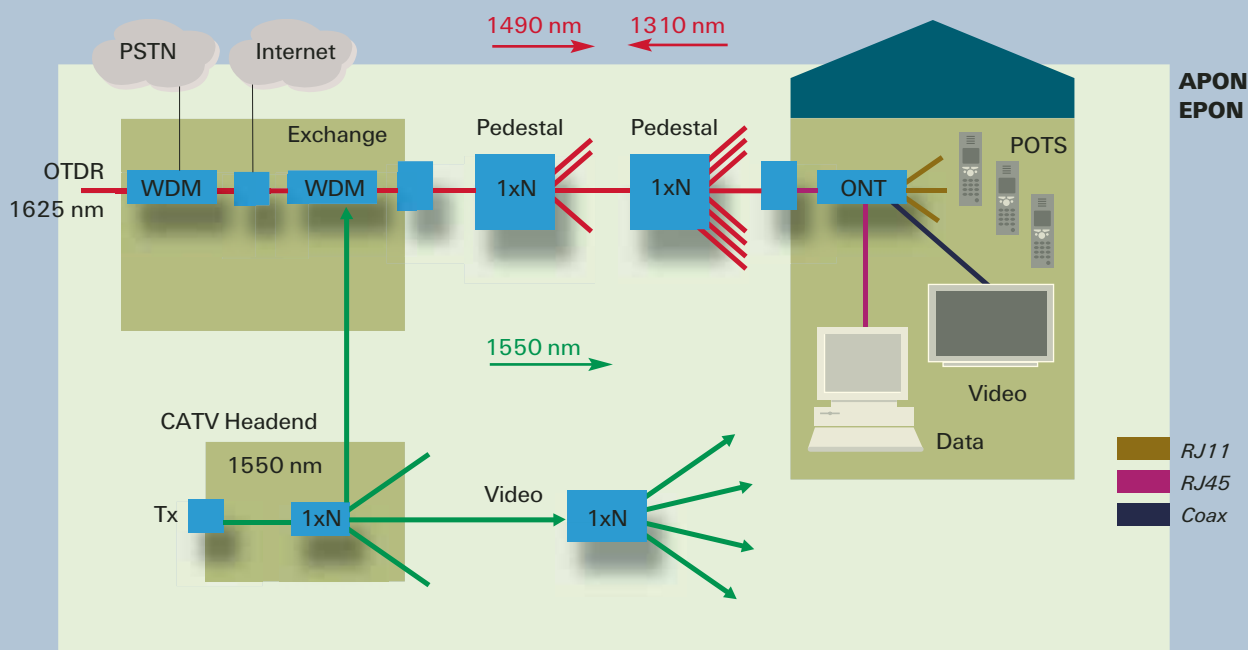 1490 nm
1310 nm
PSTN
Internet
APON
EPON
Exchange
Pedestal
Pedestal
POTS
OTDR
WDM
WDM
1xN
1xN
ONT
1625 nm
1550 nm
Video
CATV Headend
Data
1550 nm
RJ11
RJ45
Video
Coax
Tx
1xN
1xN